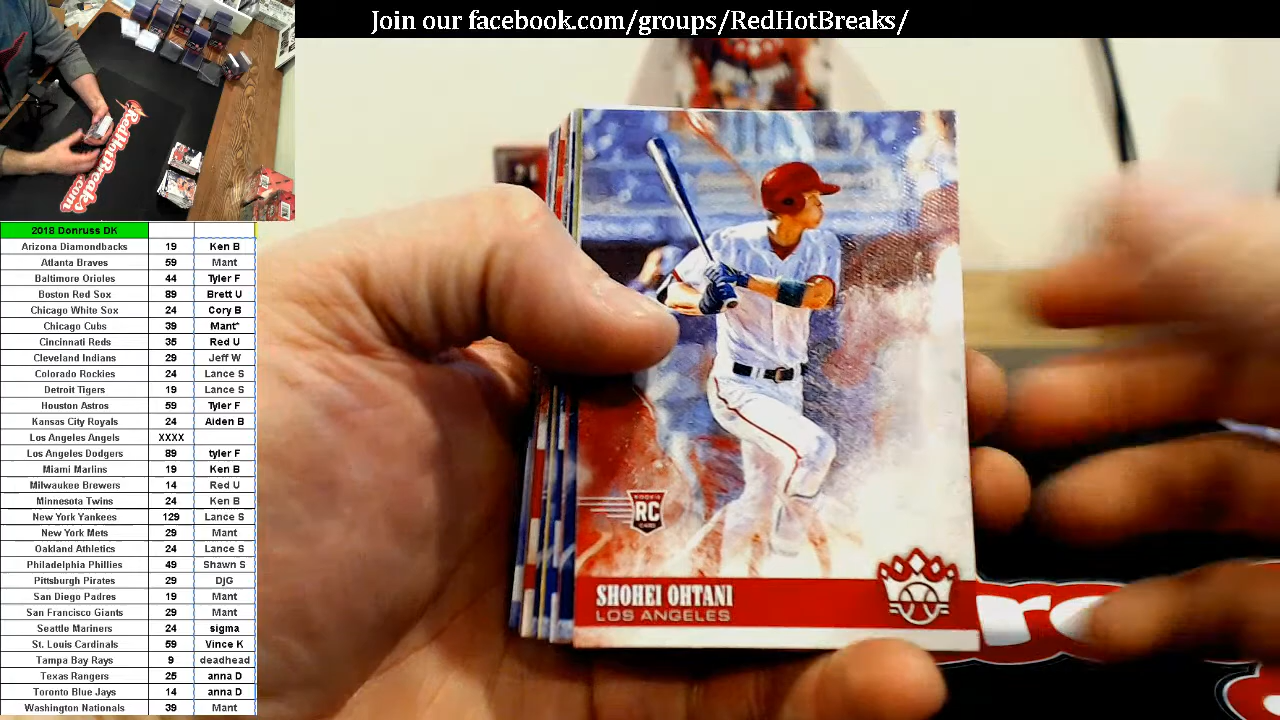 Join our facebook.com/groups/RedHotBreaks/
RedHotBreaks
.com
2018 Donruss DK
Arizona Diamondbacks 19 Ken B
Atlanta Braves 59 Mant
Baltimore Orioles 44 Tyler F
Boston Red Sox 89 Brett U
Chicago White Sox 24 Cory B
Chicago Cubs 39 Mant*
Cincinnati Reds 35 Red U
Cleveland Indians 29 Jeff W
Colorado Rockies 24 Lance S
Detroit Tigers 19 Lance S
Houston Astros 59 Tyler F
Kansas City Royals 24 Aiden B
Los Angeles Angels XXXX
Los Angeles Dodgers 89 tyler F
Miami Marlins 19 Ken B
Milwaukee Brewers 14 Red U
Minnesota Twins 24 Ken B
New York Yankees 129 Lance S
New York Mets 29 Mant
Oakland Athletics 24 Lance S
Philadelphia Phillies 49 Shawn S
Pittsburgh Pirates 29 DjG
San Diego Padres 19 Mant
San Francisco Giants 29 Mant
Seattle Mariners 24 sigma
St. Louis Cardinals 59 Vince K
Tampa Bay Rays 9 deadhead
Texas Rangers 25 anna D
Toronto Blue Jays 14 anna D
Washington Nationals 39 Mant
ROOKIE
RC
CARD
SHOHEI OHTANI
LOS ANGELES